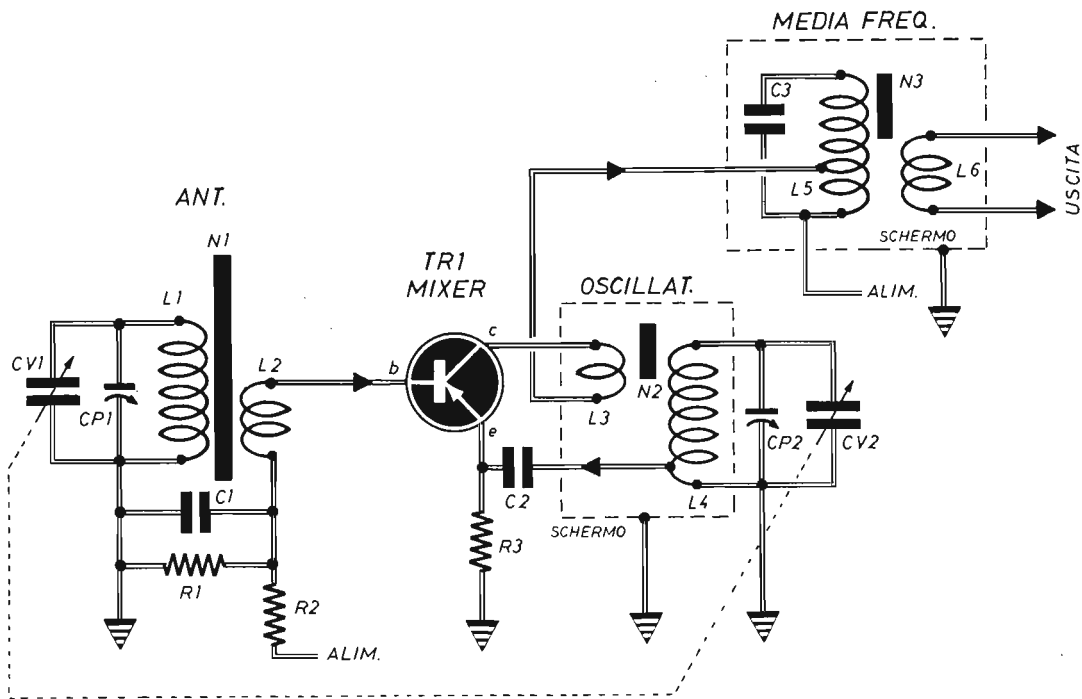 MEDIA FREQ.
C3
N3
L5
L6
USCITA
SCHERMO
ALIM.
ANT.
N1
L1
L2
CV1
CP1
C1
R1
R2
ALIM.
TR1
MIXER
b
c
e
C2
R3
OSCILLAT.
N2
L3
L4
CP2
CV2
SCHERMO